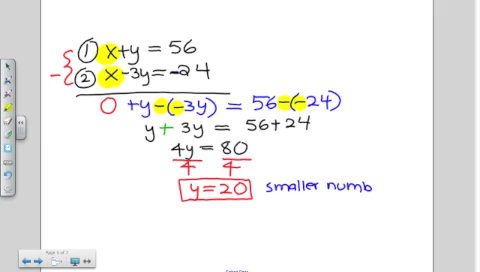 ① x+y = 56
② x-3y = -24
0 +y-(-3y) = 56-(-24)
y + 3y = 56+24
4y = 80
4 4
y=20 smaller numb